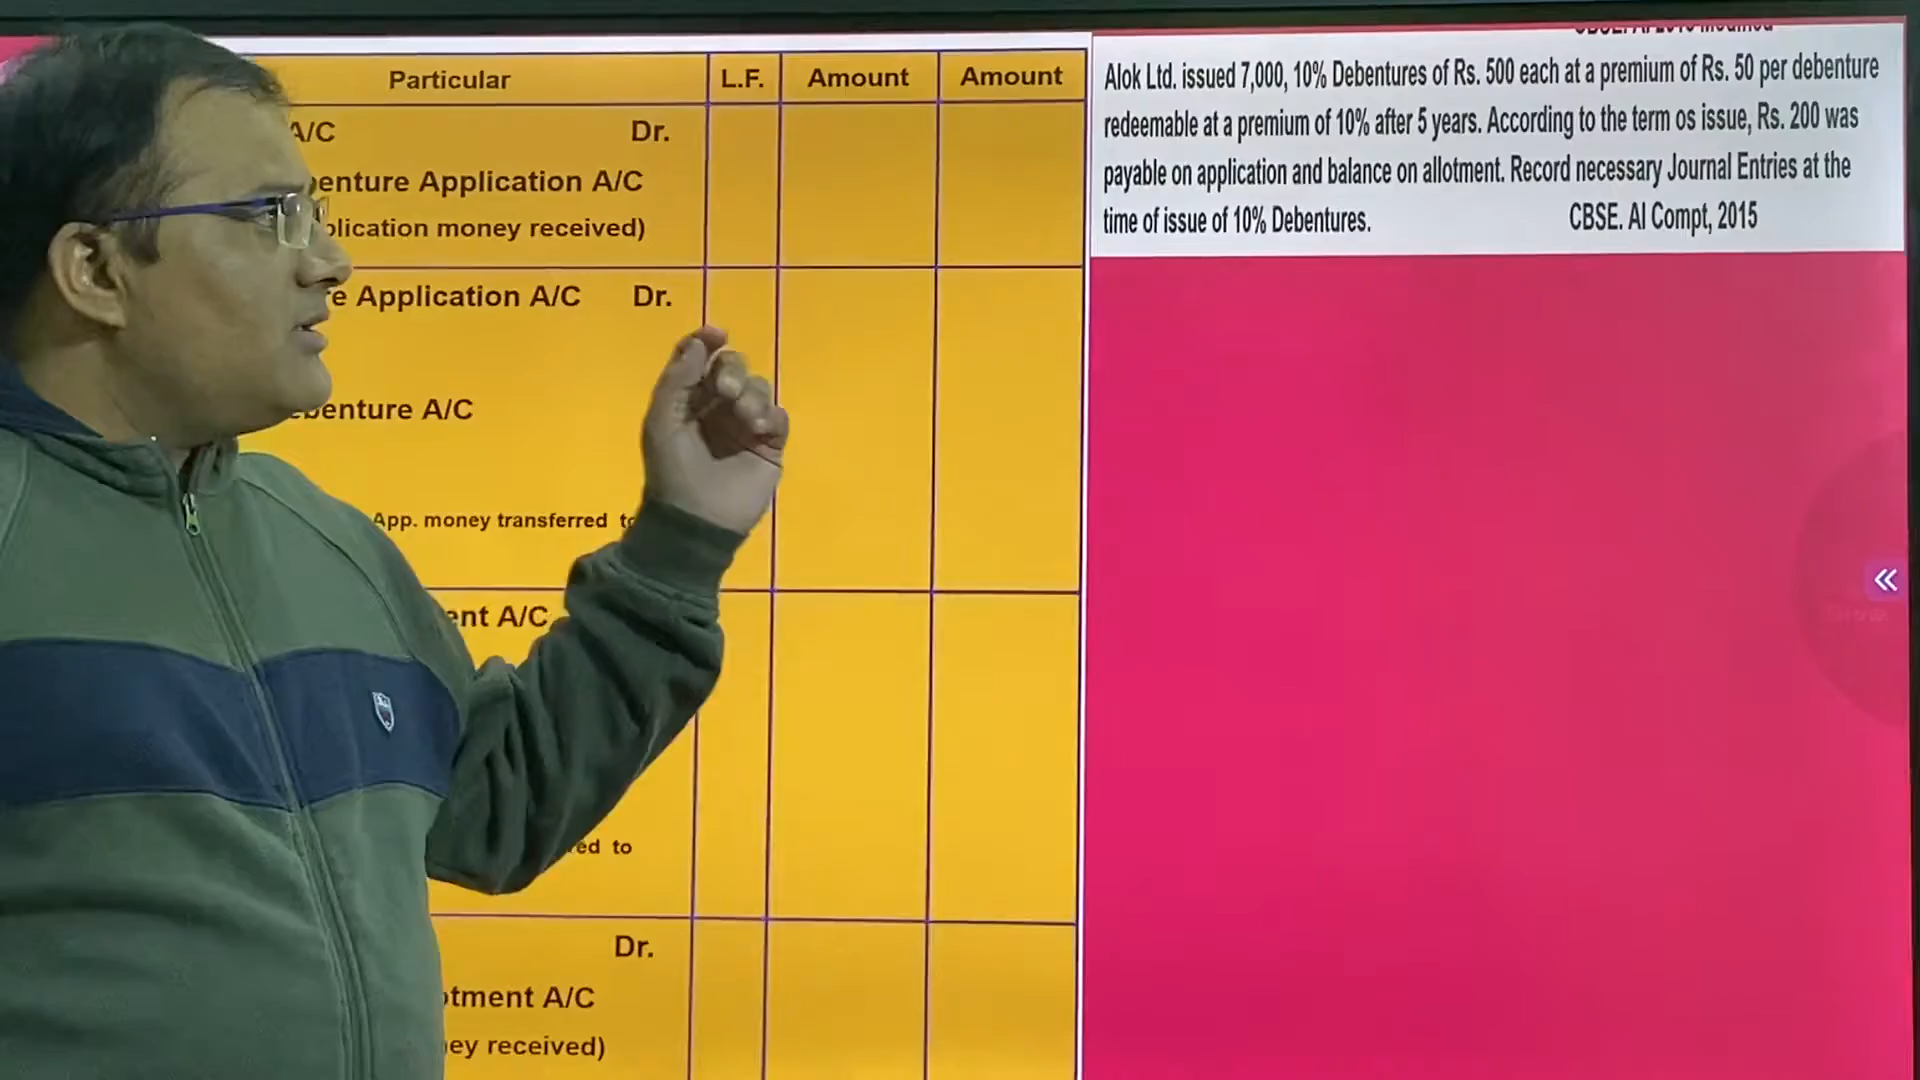 Particular L.F. Amount Amount
A/C Dr.
enture Application A/C
lication money received)
e Application A/C Dr.
benture A/C
App. money transferred to
ent A/C
ed to
Dr.
tment A/C
ey received)
Alok Ltd. issued 7,000, 10% Debentures of Rs. 500 each at a premium of Rs. 50 per debenture
redeemable at a premium of 10% after 5 years. According to the term os issue, Rs. 200 was
payable on application and balance on allotment. Record necessary Journal Entries at the
time of issue of 10% Debentures. CBSE. AI Compt, 2015